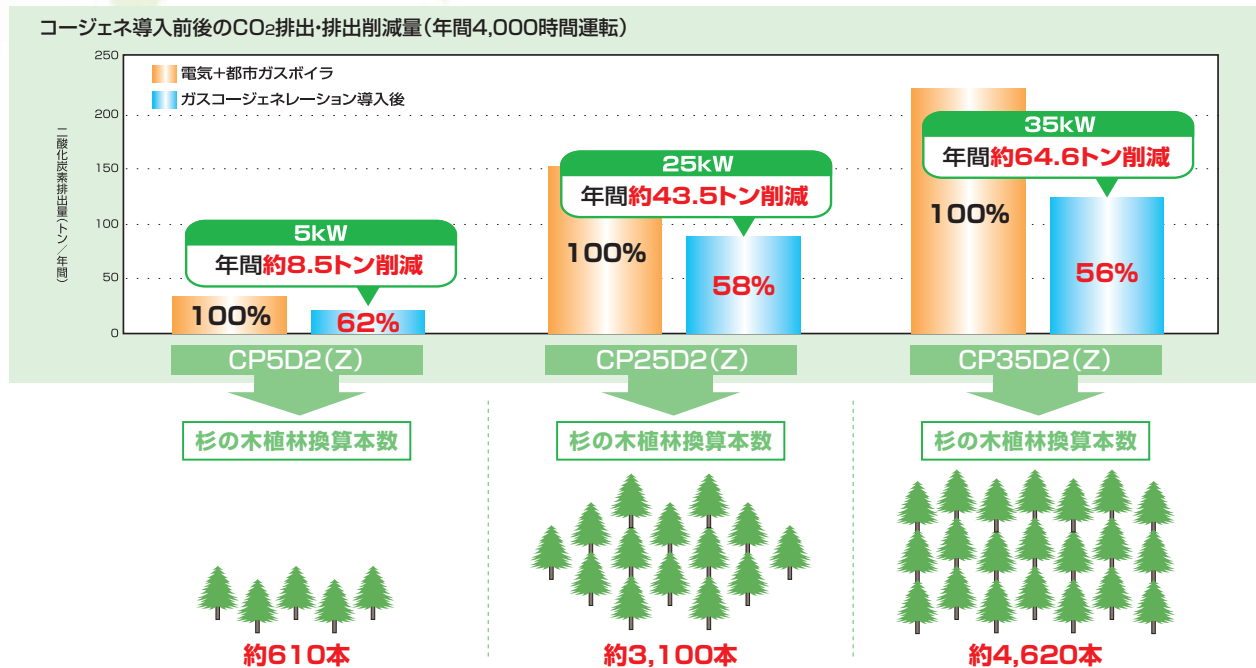 コージェネ導入前後のCO₂排出・排出削減量（年間4,000時間運転）
二酸化炭素排出量（トン／年間）
250
200
150
100
50
0
電気＋都市ガスボイラ
ガスコージェネレーション導入後
5kW
年間約8.5トン削減
100%
62%
25kW
年間約43.5トン削減
100%
58%
35kW
年間約64.6トン削減
100%
56%
CP5D2(Z)
CP25D2(Z)
CP35D2(Z)
杉の木植林換算本数
杉の木植林換算本数
杉の木植林換算本数
約610本
約3,100本
約4,620本